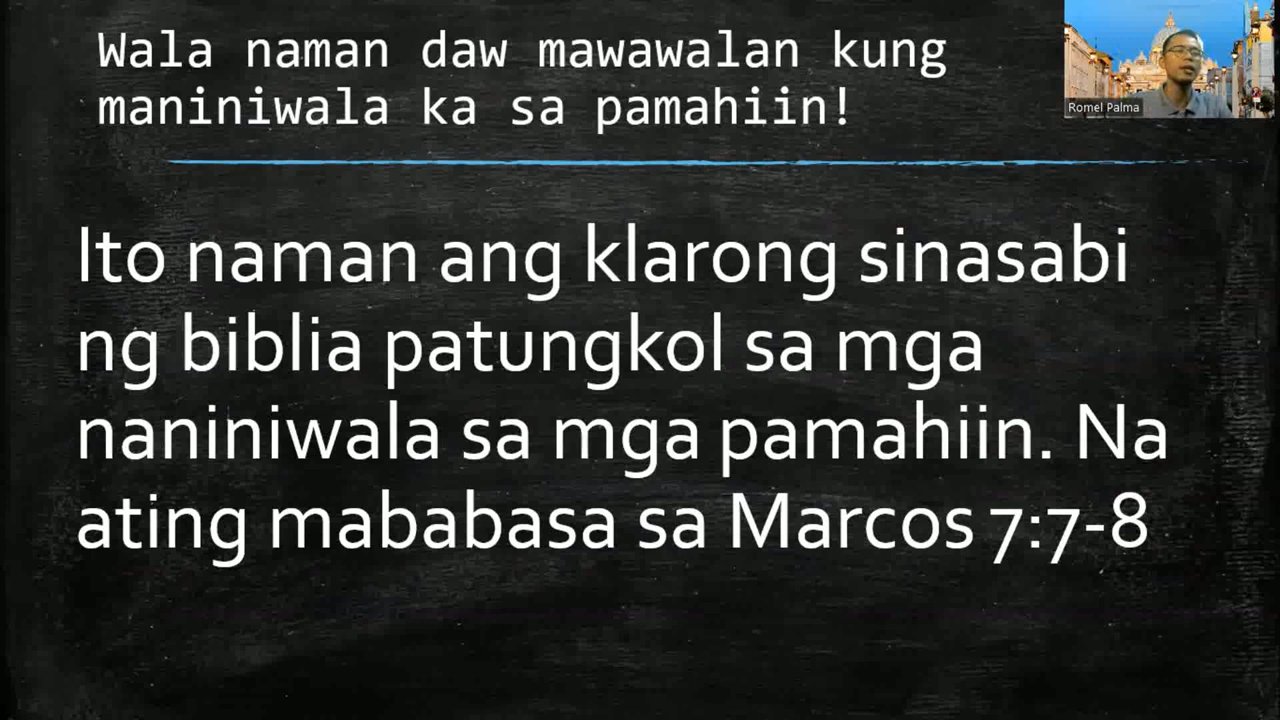 Wala naman daw mawawalan kung
maniniwala ka sa pamahiin!
Romel Palma
Ito naman ang klarong sinasabi
ng biblia patungkol sa mga
naniniwala sa mga pamahiin. Na
ating mababasa sa Marcos 7:7-8